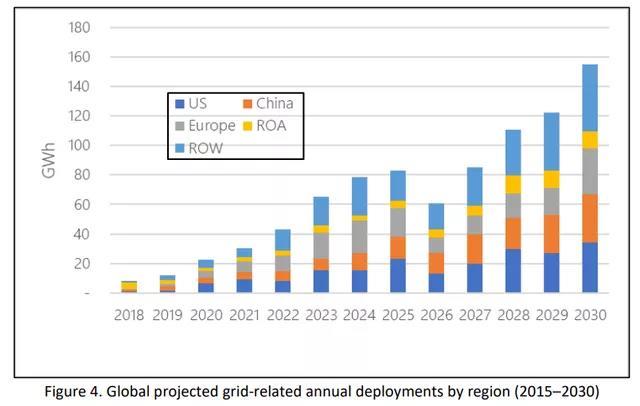 180
160
140
120
100
80
60
40
20
-
GWh
US China
Europe ROA
ROW
2018 2019 2020 2021 2022 2023 2024 2025 2026 2027 2028 2029 2030
Figure 4. Global projected grid-related annual deployments by region (2015–2030)